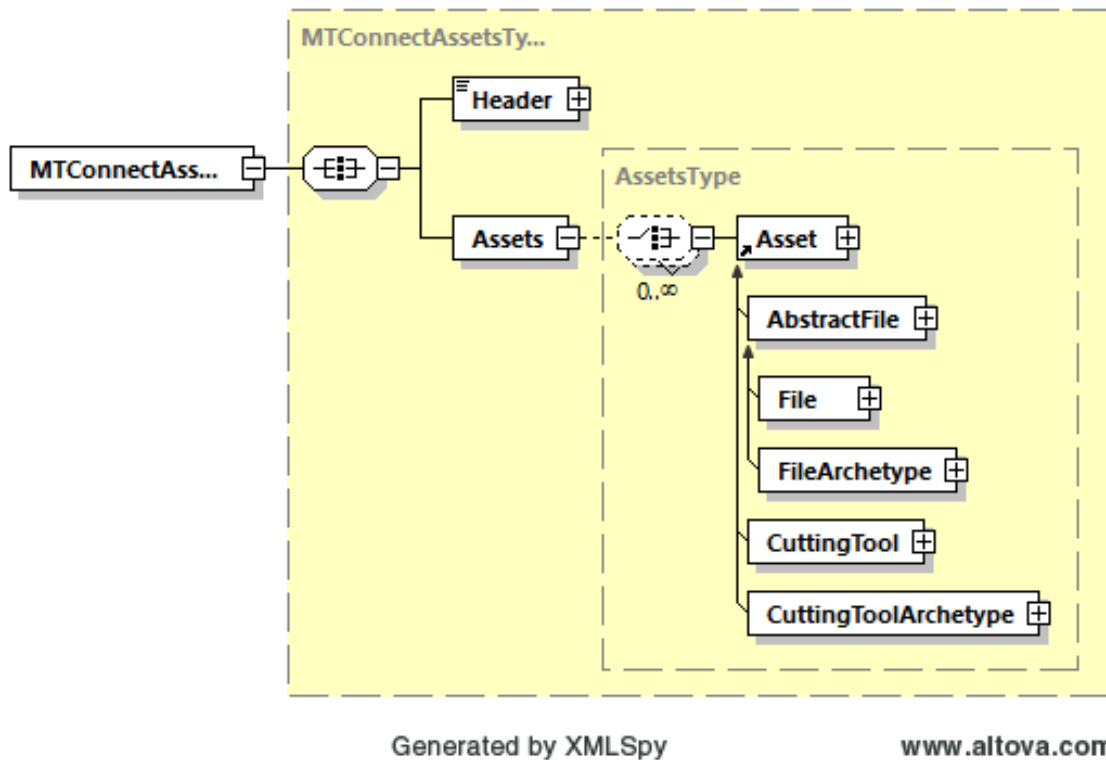 MTConnectAssetsTy...
Header
MTConnectAss...
AssetsType
Assets
Asset
0..∞
AbstractFile
File
FileArchetype
CuttingTool
CuttingToolArchetype
Generated by XMLSpy
www.altova.com